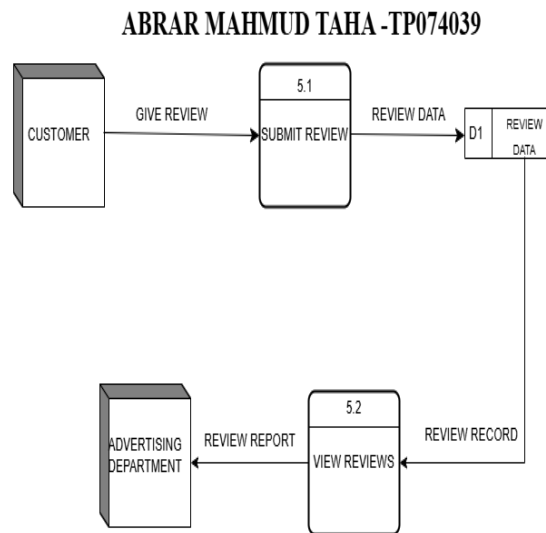 ABRAR MAHMUD TAHA -TP074039
5.1
GIVE REVIEW
REVIEW DATA
CUSTOMER
SUBMIT REVIEW
D1
REVIEW
DATA
5.2
REVIEW REPORT
REVIEW RECORD
ADVERTISING
DEPARTMENT
VIEW REVIEWS